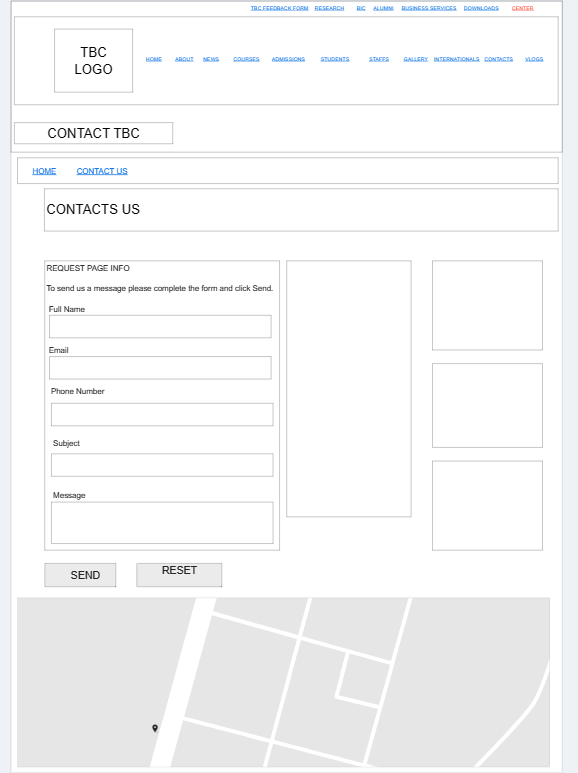 TBC FEEDBACK FORM RESEARCH BIC ALUMNI BUSINESS SERVICES DOWNLOADS CENTER
TBC
LOGO
HOME ABOUT NEWS COURSES ADMISSIONS STUDENTS STAFFS GALLERY INTERNATIONALS CONTACTS VLOGS
CONTACT TBC
HOME CONTACT US
CONTACTS US
REQUEST PAGE INFO
To send us a message please complete the form and click Send.
Full Name
Email
Phone Number
Subject
Message
SEND RESET